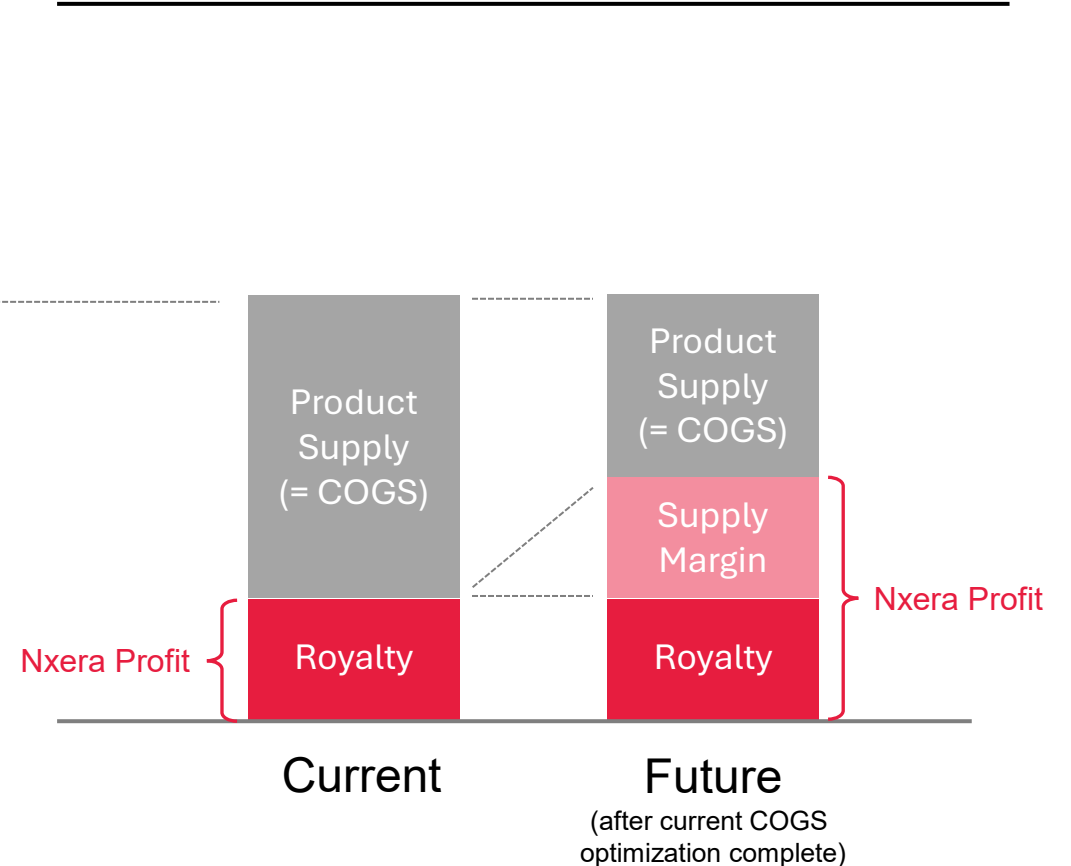 Product
Supply
(= COGS)
Royalty
Nxera Profit
Current
Product
Supply
(= COGS)
Supply
Margin
Royalty
Nxera Profit
Future
(after current COGS
optimization complete)